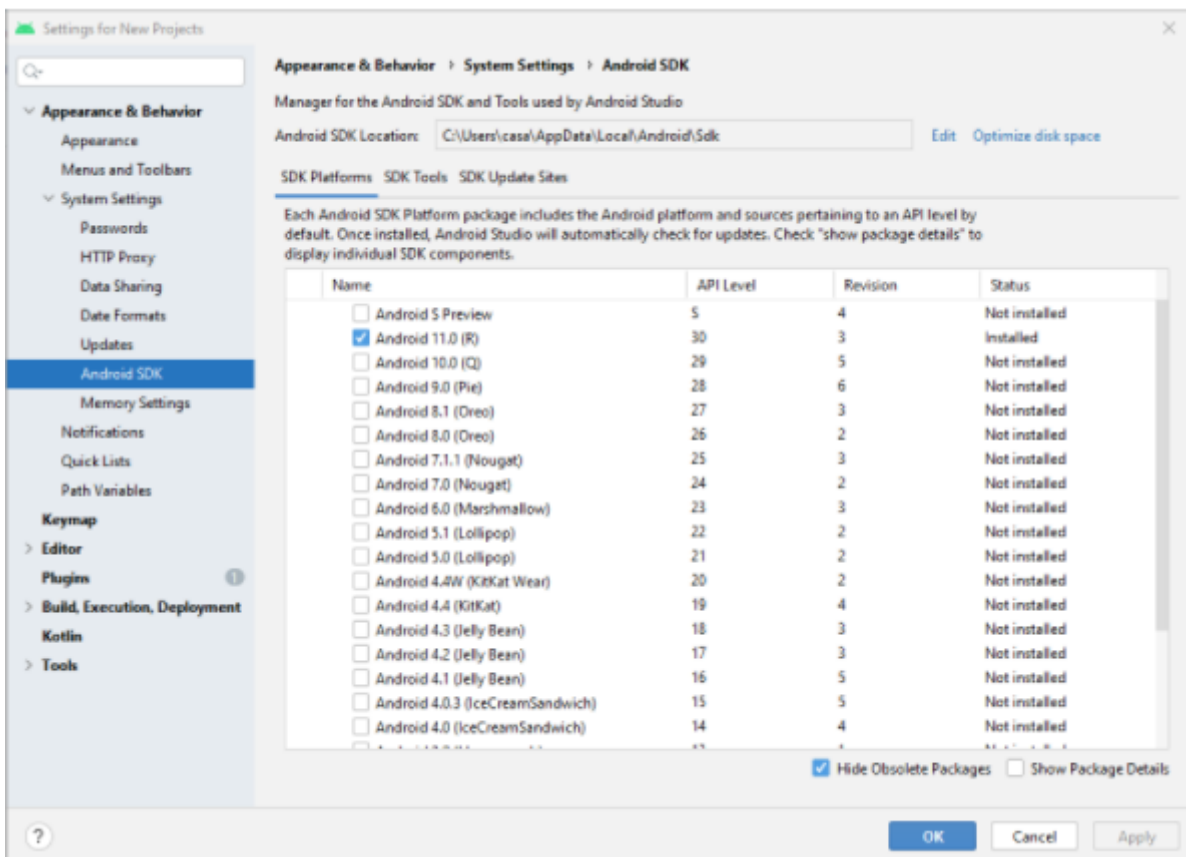 Settings for New Projects
Appearance & Behavior
Appearance
Menus and Toolbars
System Settings
Passwords
HTTP Proxy
Data Sharing
Date Formats
Updates
Android SDK
Memory Settings
Notifications
Quick Lists
Path Variables
Keymap
Editor
Plugins 1
Build, Execution, Deployment
Kotlin
Tools
Appearance & Behavior › System Settings › Android SDK
Manager for the Android SDK and Tools used by Android Studio
Android SDK Location: C:\Users\casa\AppData\Local\Android\Sdk Edit Optimize disk space
SDK Platforms SDK Tools SDK Update Sites
Each Android SDK Platform package includes the Android platform and sources pertaining to an API level by
default. Once installed, Android Studio will automatically check for updates. Check "show package details" to
display individual SDK components.
Name API Level Revision Status
Android S Preview S 4 Not installed
Android 11.0 (R) 30 3 Installed
Android 10.0 (Q) 29 5 Not installed
Android 9.0 (Pie) 28 6 Not installed
Android 8.1 (Oreo) 27 3 Not installed
Android 8.0 (Oreo) 26 2 Not installed
Android 7.1.1 (Nougat) 25 3 Not installed
Android 7.0 (Nougat) 24 2 Not installed
Android 6.0 (Marshmallow) 23 3 Not installed
Android 5.1 (Lollipop) 22 2 Not installed
Android 5.0 (Lollipop) 21 2 Not installed
Android 4.4W (KitKat Wear) 20 2 Not installed
Android 4.4 (KitKat) 19 4 Not installed
Android 4.3 (Jelly Bean) 18 3 Not installed
Android 4.2 (Jelly Bean) 17 3 Not installed
Android 4.1 (Jelly Bean) 16 5 Not installed
Android 4.0.3 (IceCreamSandwich) 15 5 Not installed
Android 4.0 (IceCreamSandwich) 14 4 Not installed
Hide Obsolete Packages Show Package Details
? OK Cancel Apply